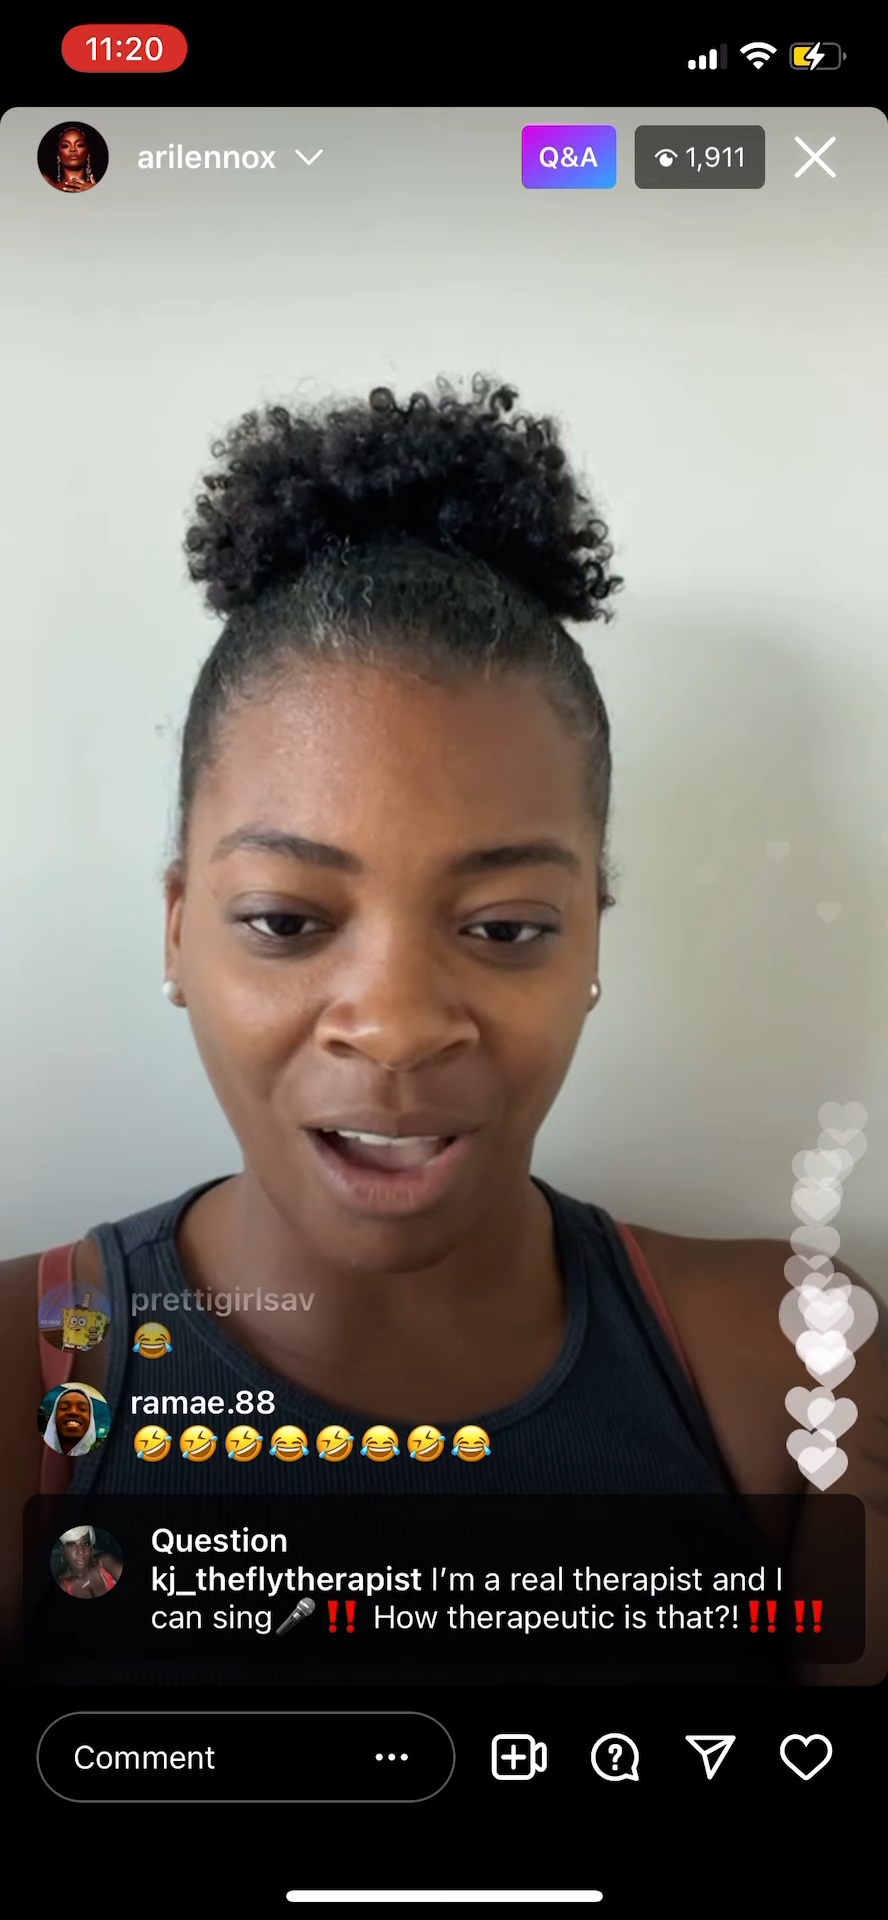 11:20
arilennox
Q&A
1,911
prettigirlsav
😂
ramae.88
🤣🤣🤣😂🤣😂🤣😂
Question
kj_theflytherapist I’m a real therapist and I
can sing🎤‼️ How therapeutic is that?!‼️‼️
Comment